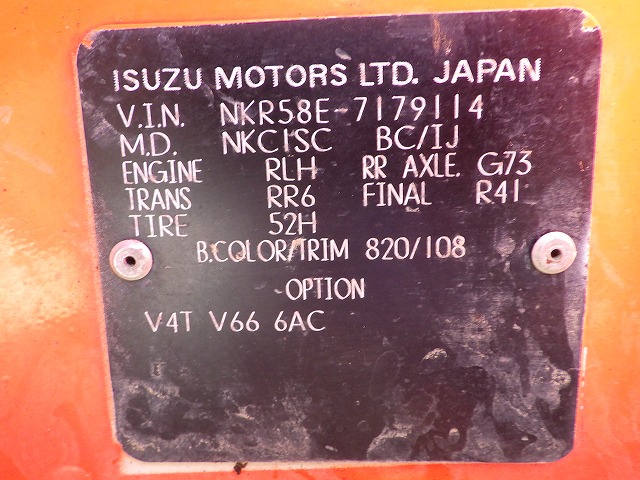 ISUZU MOTORS LTD. JAPAN
V.I.N. NKR58E-7179114
M.D. NKC1SC BC/IJ
ENGINE RLH RR AXLE. G73
TRANS RR6 FINAL R41
TIRE 52H
B.COLOR/TRIM 820/108
OPTION
V4T V66 6AC